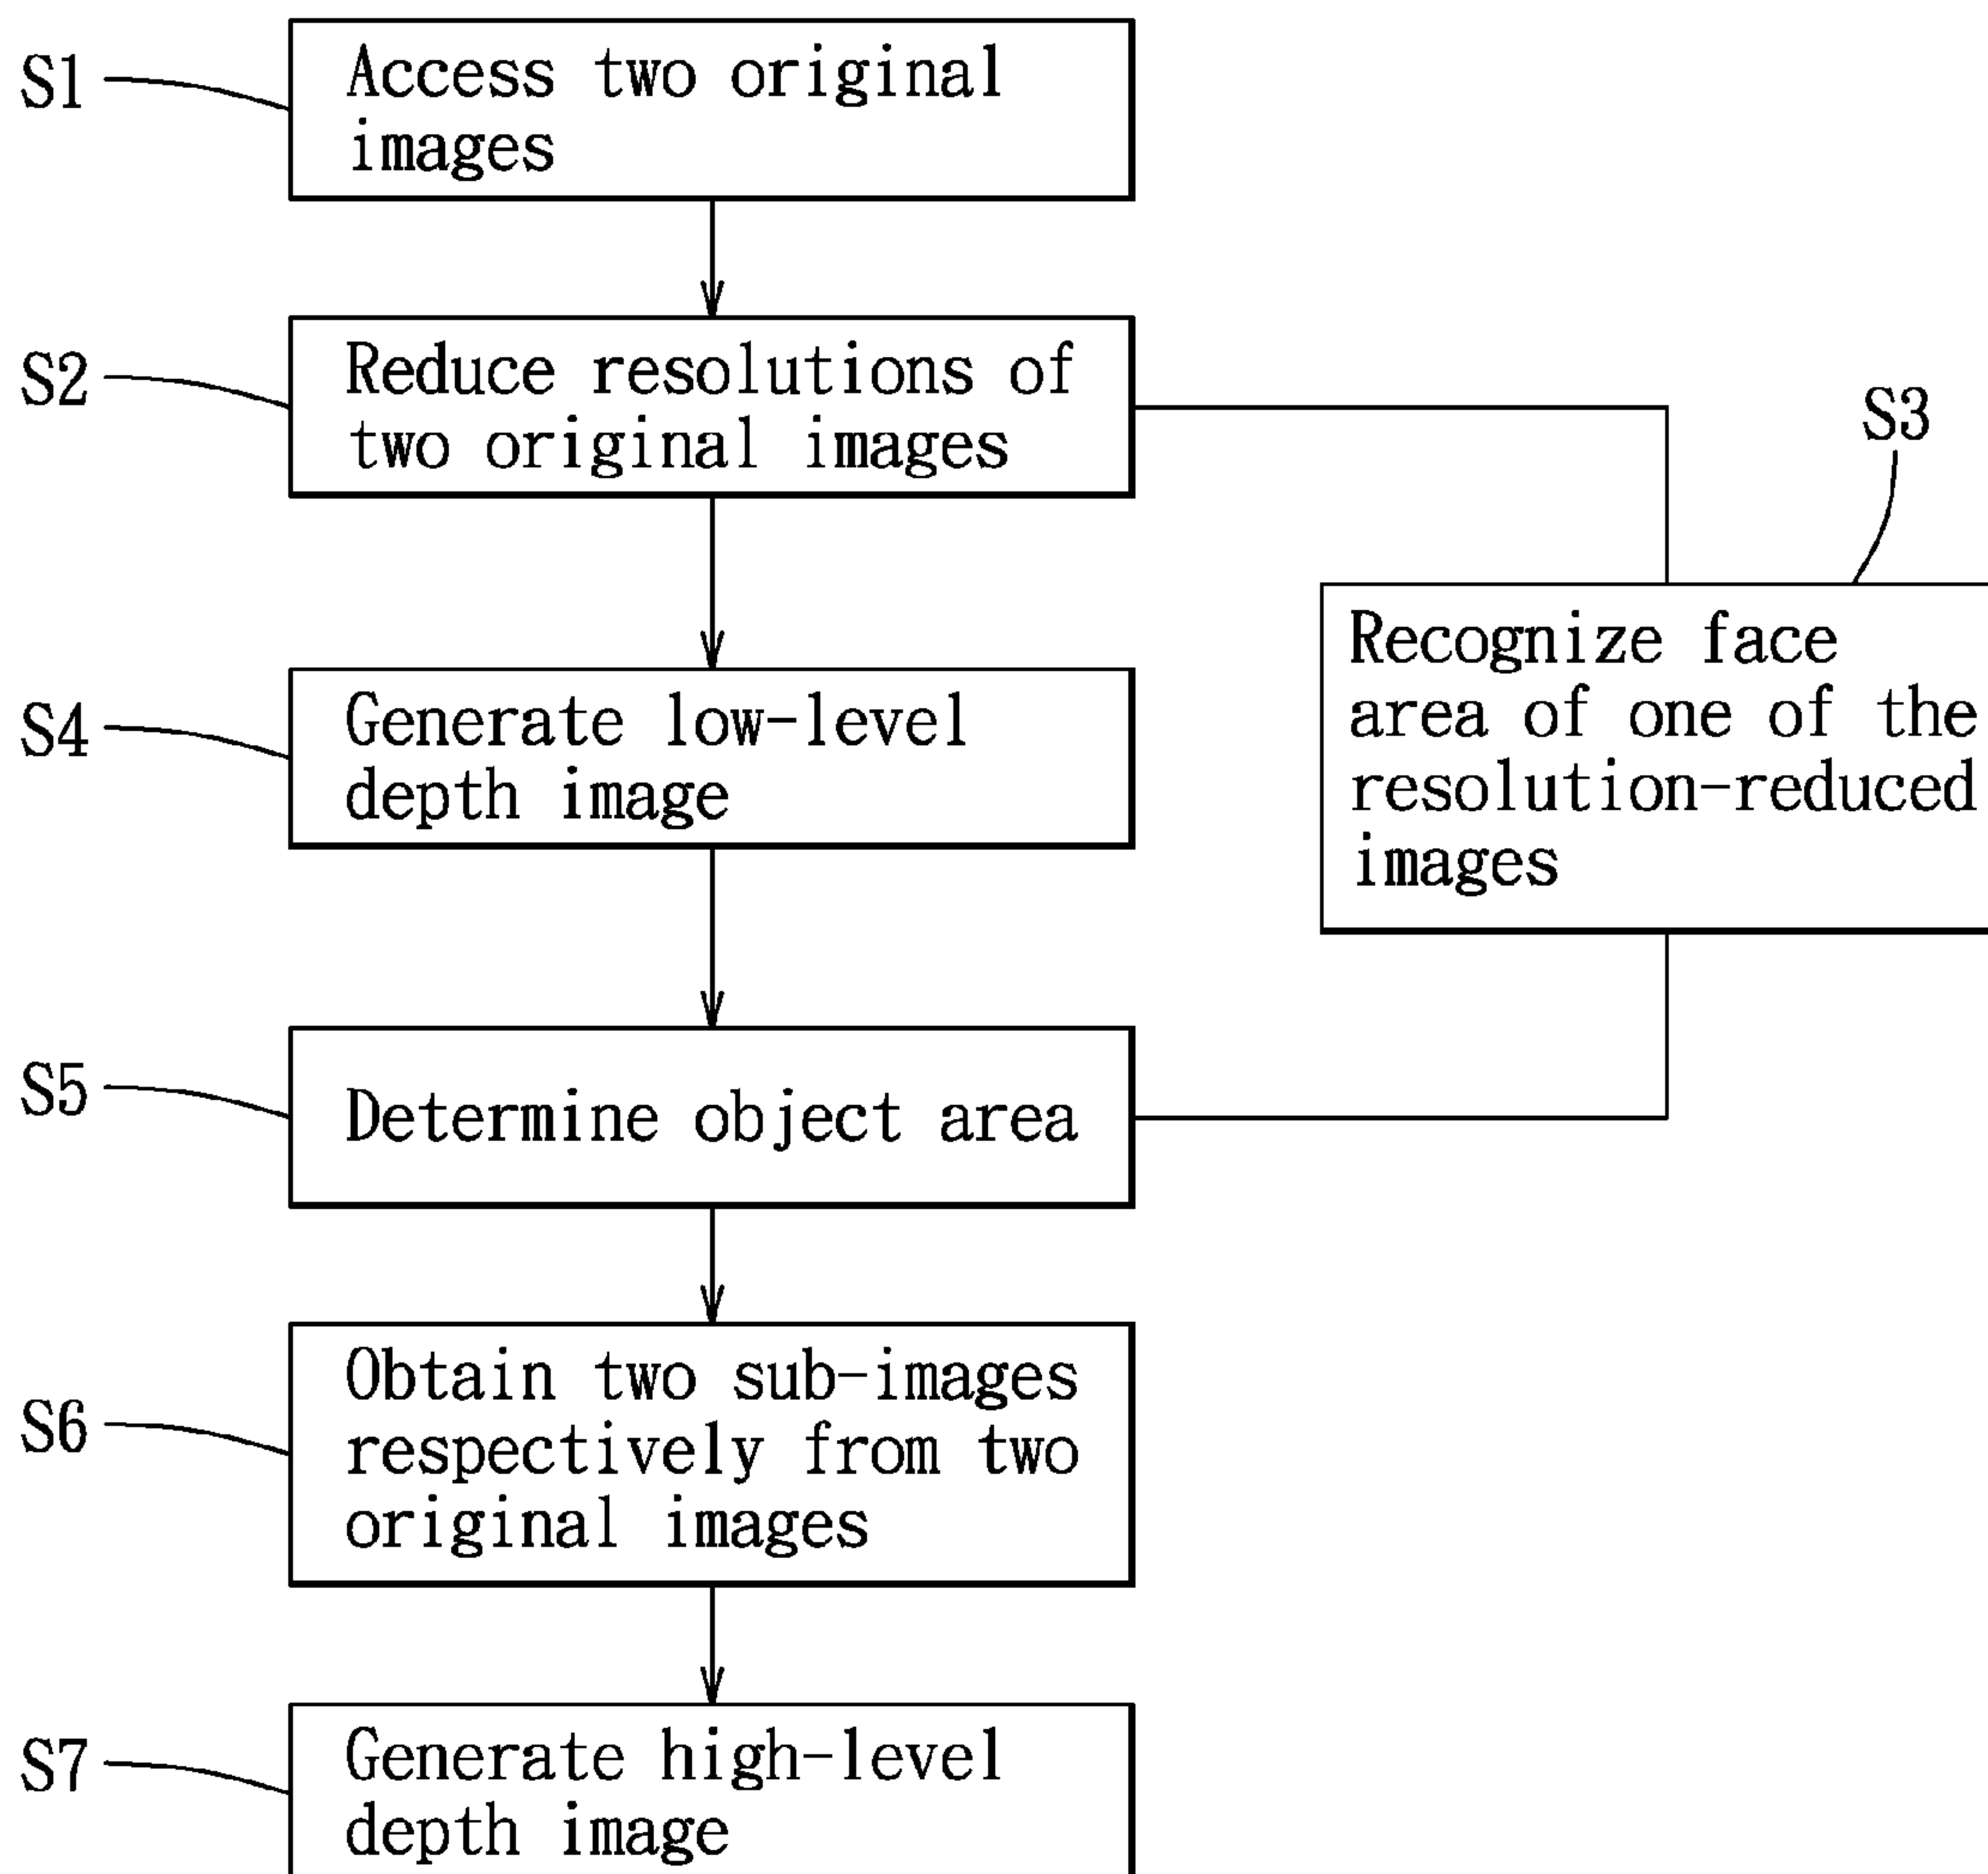 S1
Access two original
images
S2
Reduce resolutions of
two original images
S3
Recognize face
area of one of the
resolution-reduced
images
S4
Generate low-level
depth image
S5
Determine object area
S6
Obtain two sub-images
respectively from two
original images
S7
Generate high-level
depth image